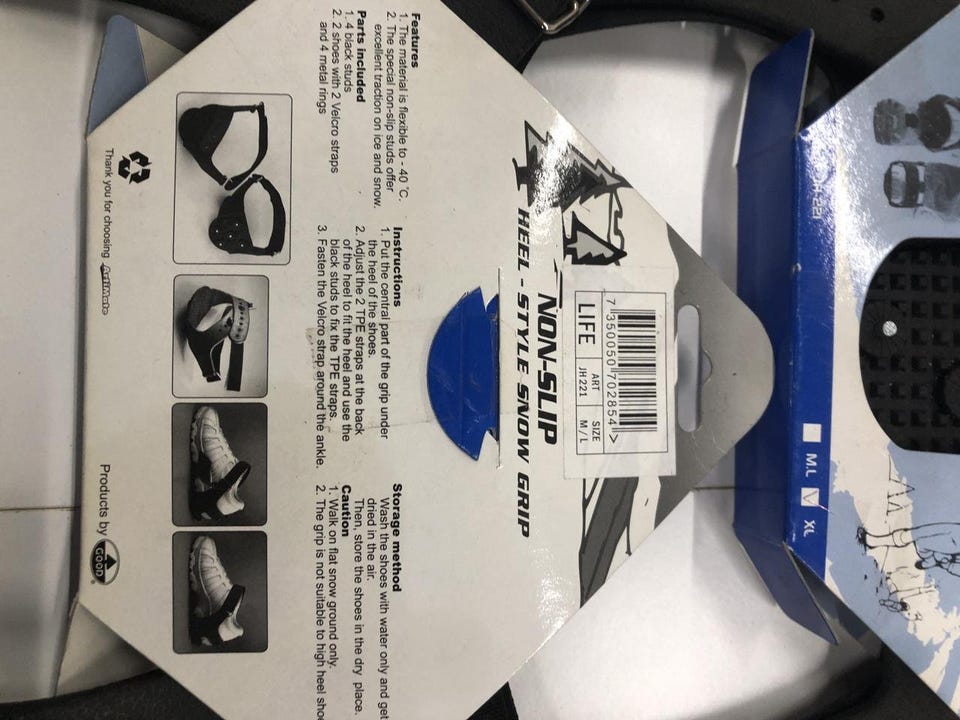 NON-SLIP
HEEL - STYLE SNOW GRIP
7 350050 702854 >
LIFE
ART
JH221
SIZE
M / L
Features
1. The material is flexible to - 40 °C.
2. The special non-slip studs offer
excellent traction on ice and snow.
Parts included
1. 4 black studs
2. 2 shoes with 2 Velcro straps
and 4 metal rings
Instructions
1. Put the central part of the grip under
the heel of the shoes.
2. Adjust the 2 TPE straps at the back
of the heel to fit the heel and use the
black studs to fix the TPE straps.
3. Fasten the Velcro strap around the ankle.
Storage method
Wash the shoes with water only and get
dried in the air.
Then, store the shoes in the dry place.
Caution
1. Walk on flat snow ground only.
2. The grip is not suitable to high heel shoe
Thank you for choosing
Products by GOOD
M.L XL